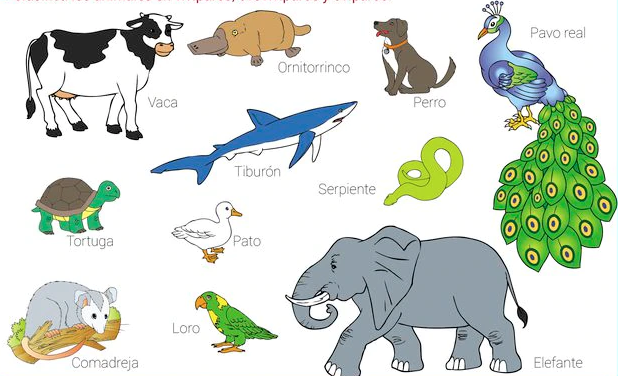 Pavo real
Ornitorrinco
Vaca
Perro
Tiburón
Serpiente
Tortuga
Pato
Loro
Comadreja
Elefante